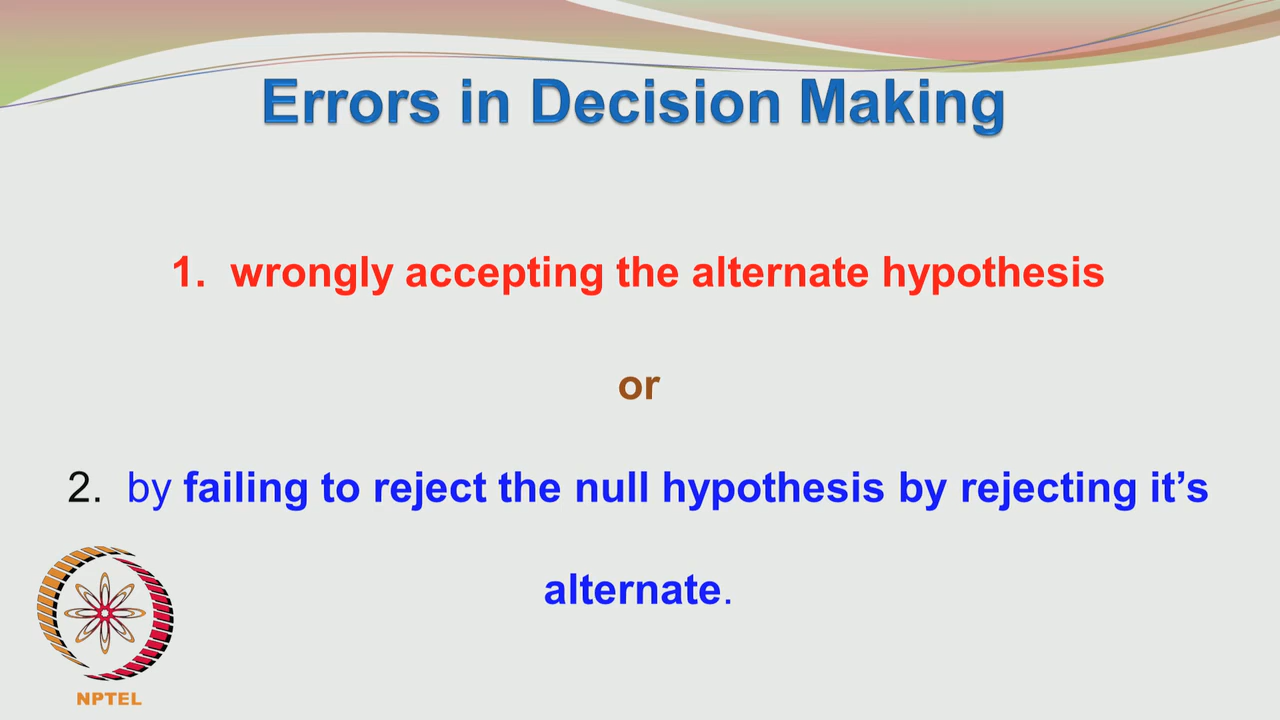 Errors in Decision Making
1. wrongly accepting the alternate hypothesis
or
2. by failing to reject the null hypothesis by rejecting it’s
alternate.
NPTEL